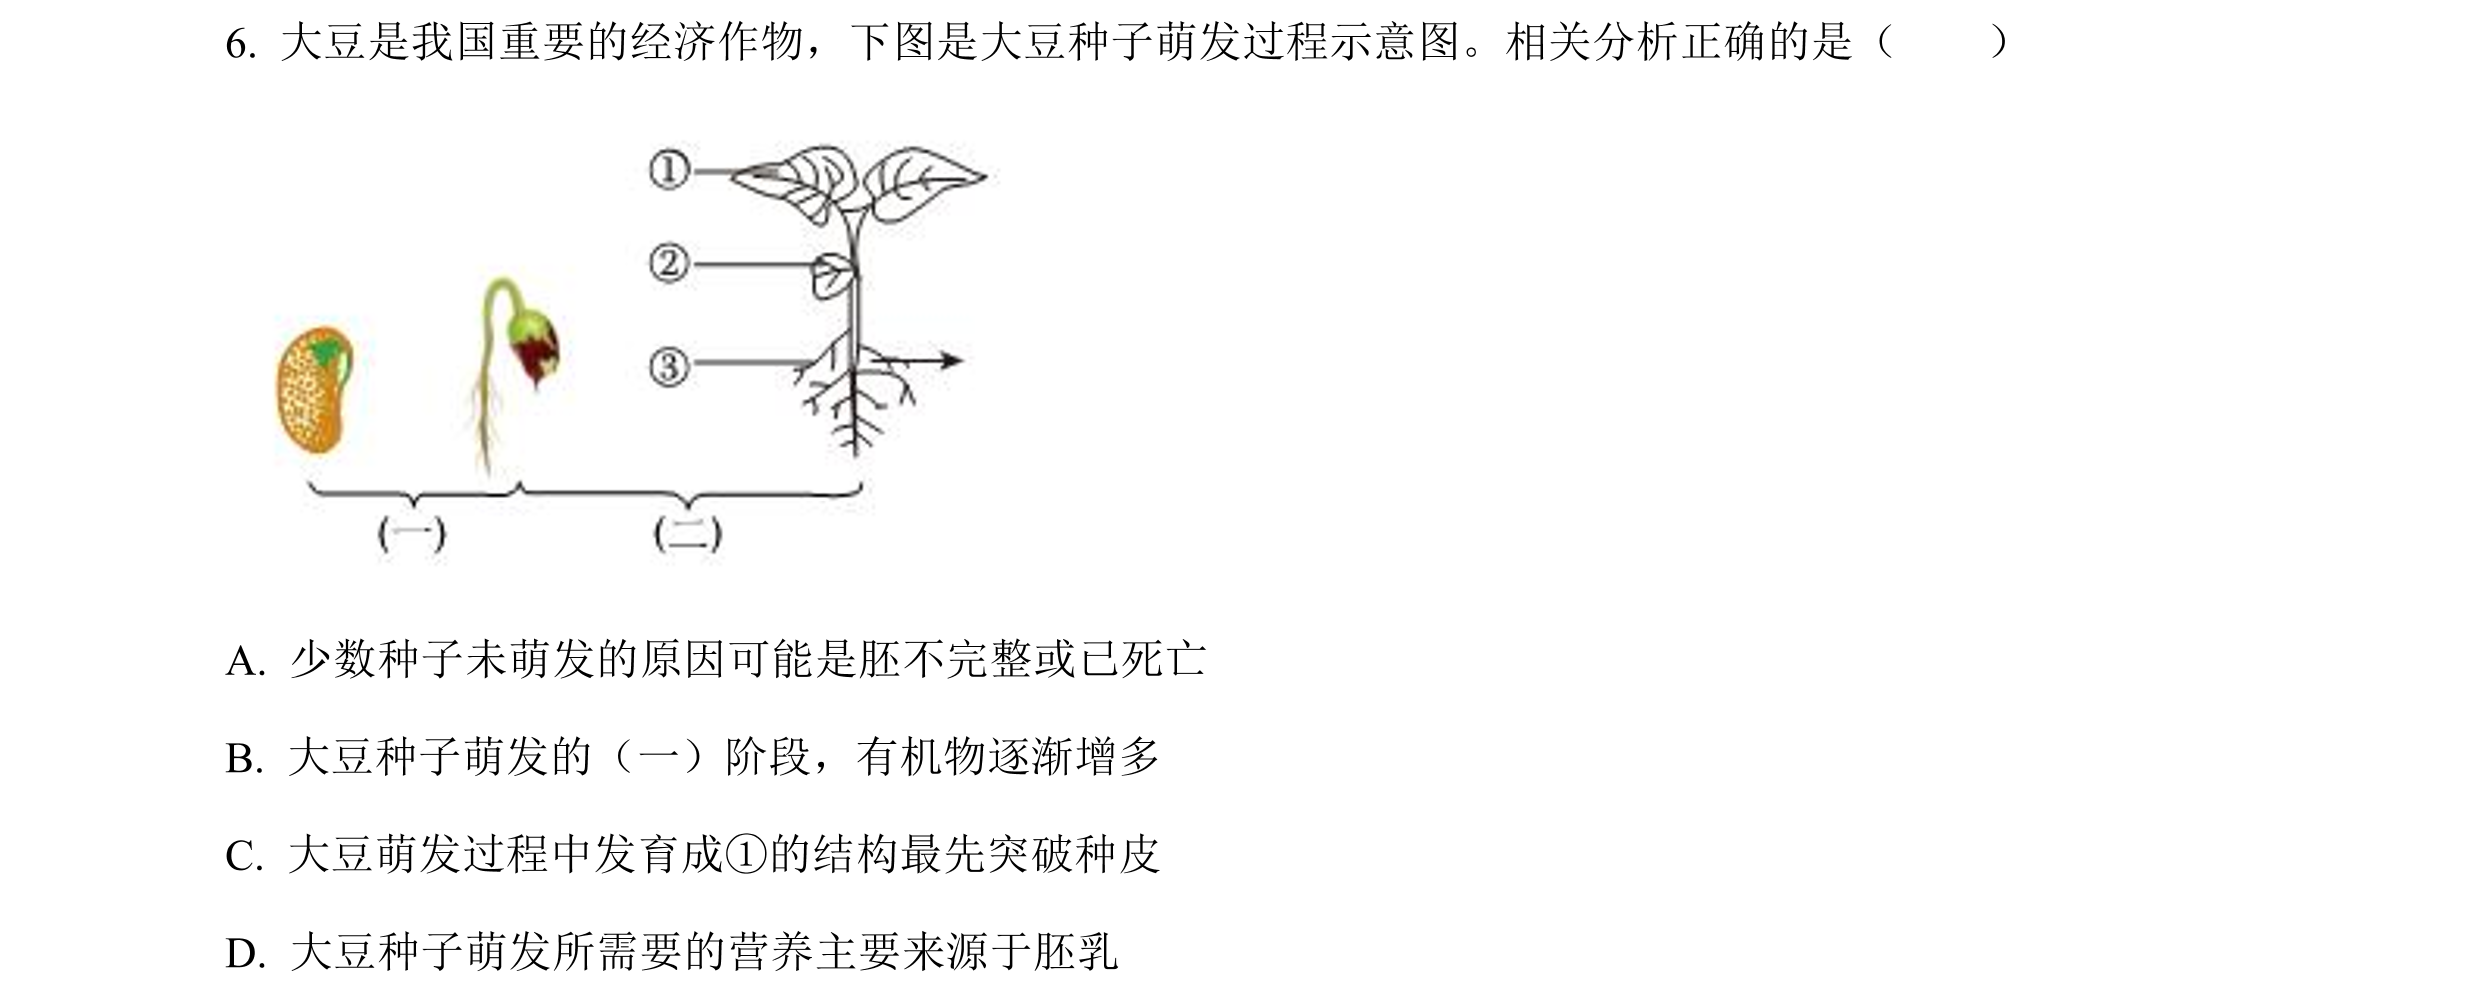 6. 大豆是我国重要的经济作物，下图是大豆种子萌发过程示意图。相关分析正确的是（　　）
①
②
③
(一)
(二)
A. 少数种子未萌发的原因可能是胚不完整或已死亡
B. 大豆种子萌发的（一）阶段，有机物逐渐增多
C. 大豆萌发过程中发育成①的结构最先突破种皮
D. 大豆种子萌发所需要的营养主要来源于胚乳